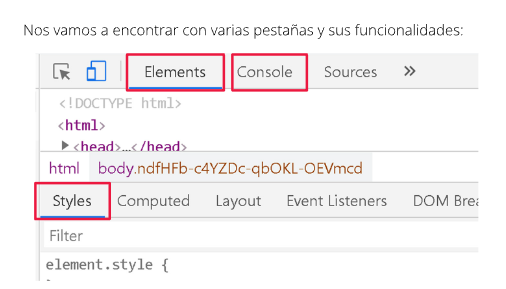 Nos vamos a encontrar con varias pestañas y sus funcionalidades:
Elements Console Sources »
<!DOCTYPE html>
<html>
▶<head>…</head>
html body.ndfHFb-c4YZDc-qbOKL-OEVmcd
Styles Computed Layout Event Listeners DOM Brea
Filter
element.style {